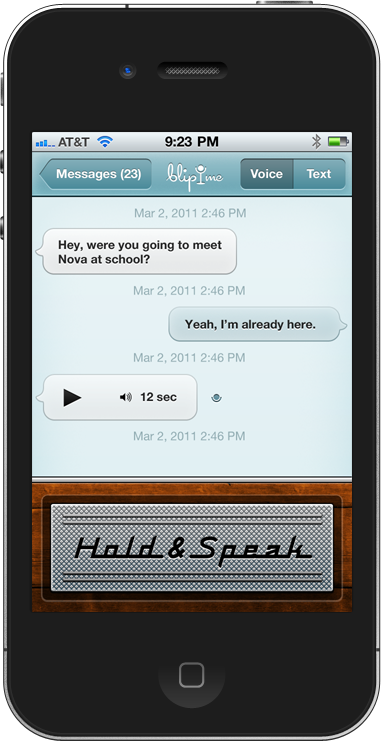 AT&T 9:23 PM
Messages (23) blip me Voice Text
Mar 2, 2011 2:46 PM
Hey, were you going to meet
Nova at school?
Mar 2, 2011 2:46 PM
Yeah, I'm already here.
Mar 2, 2011 2:46 PM
12 sec
Mar 2, 2011 2:46 PM
Hold & Speak